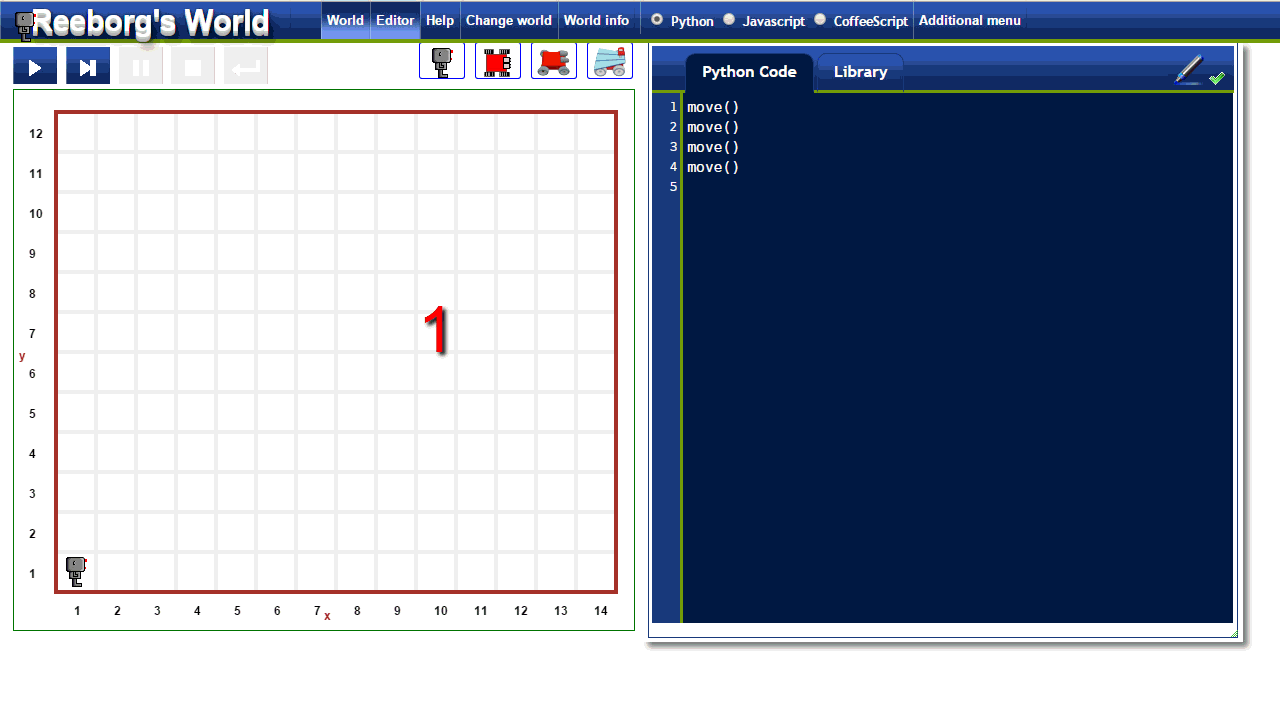 Reeborg's World
World Editor Help Change world World info Python Javascript CoffeeScript Additional menu
Python Code Library
1 move()
2 move()
3 move()
4 move()
5
12
11
10
9
8
7
y
6
5
4
3
2
1
1
1 2 3 4 5 6 7 x 8 9 10 11 12 13 14